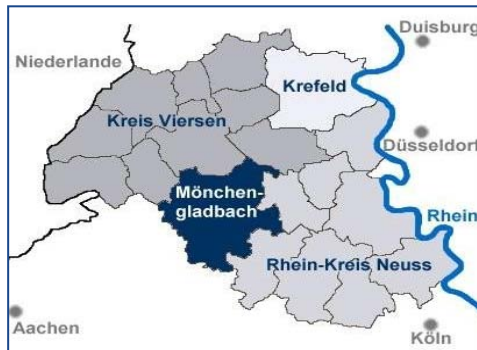 Duisburg
Niederlande
Krefeld
Kreis Viersen
Düsseldorf
Mönchen-
gladbach
Rhein
Rhein-Kreis Neuss
Aachen
Köln